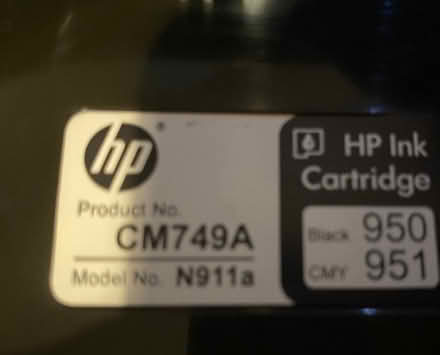 hp
Product No.
CM749A
Model No. N911a
HP Ink
Cartridge
Black 950
CMY 951